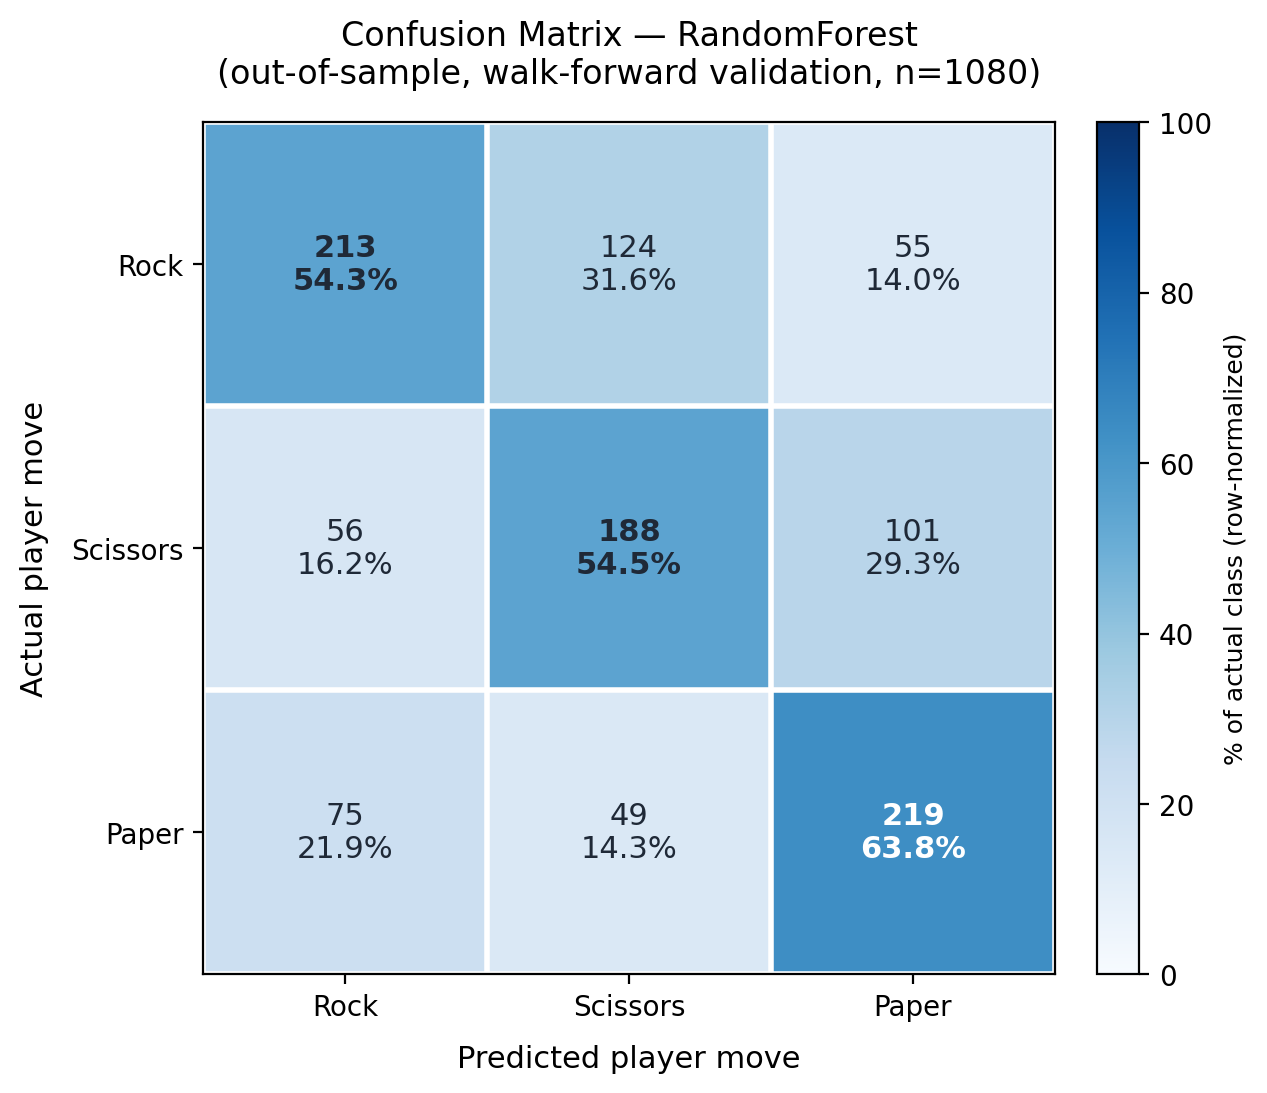 Confusion Matrix — RandomForest
(out-of-sample, walk-forward validation, n=1080)
Actual player move
Rock
213
54.3%
124
31.6%
55
14.0%
Scissors
56
16.2%
188
54.5%
101
29.3%
Paper
75
21.9%
49
14.3%
219
63.8%
Rock
Scissors
Paper
Predicted player move
100
80
60
40
20
0
% of actual class (row-normalized)